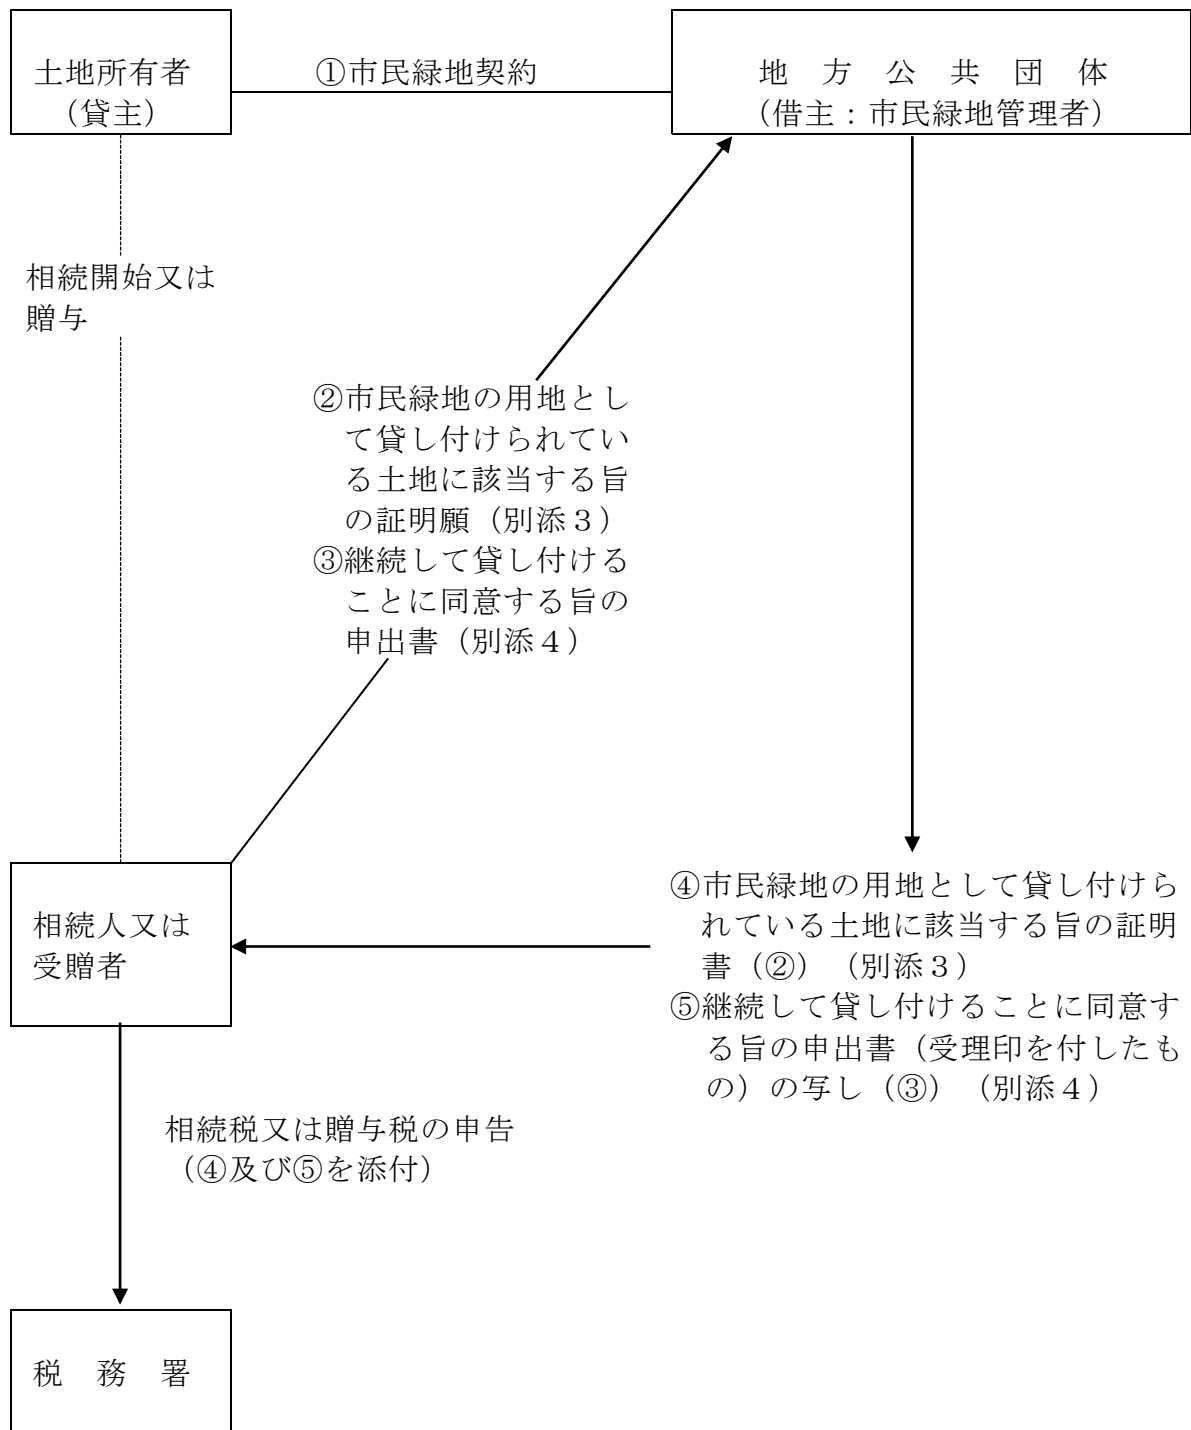 土地所有者
（貸主）
①市民緑地契約
地　方　公　共　団　体
（借主：市民緑地管理者）
相続開始又は
贈与
②市民緑地の用地とし
て貸し付けられてい
る土地に該当する旨
の証明願（別添３）
③継続して貸し付ける
ことに同意する旨の
申出書（別添４）
相続人又は
受贈者
④市民緑地の用地として貸し付けら
れている土地に該当する旨の証明
書（②）（別添３）
⑤継続して貸し付けることに同意す
る旨の申出書（受理印を付したも
の）の写し（③）（別添４）
相続税又は贈与税の申告
（④及び⑤を添付）
税　務　署